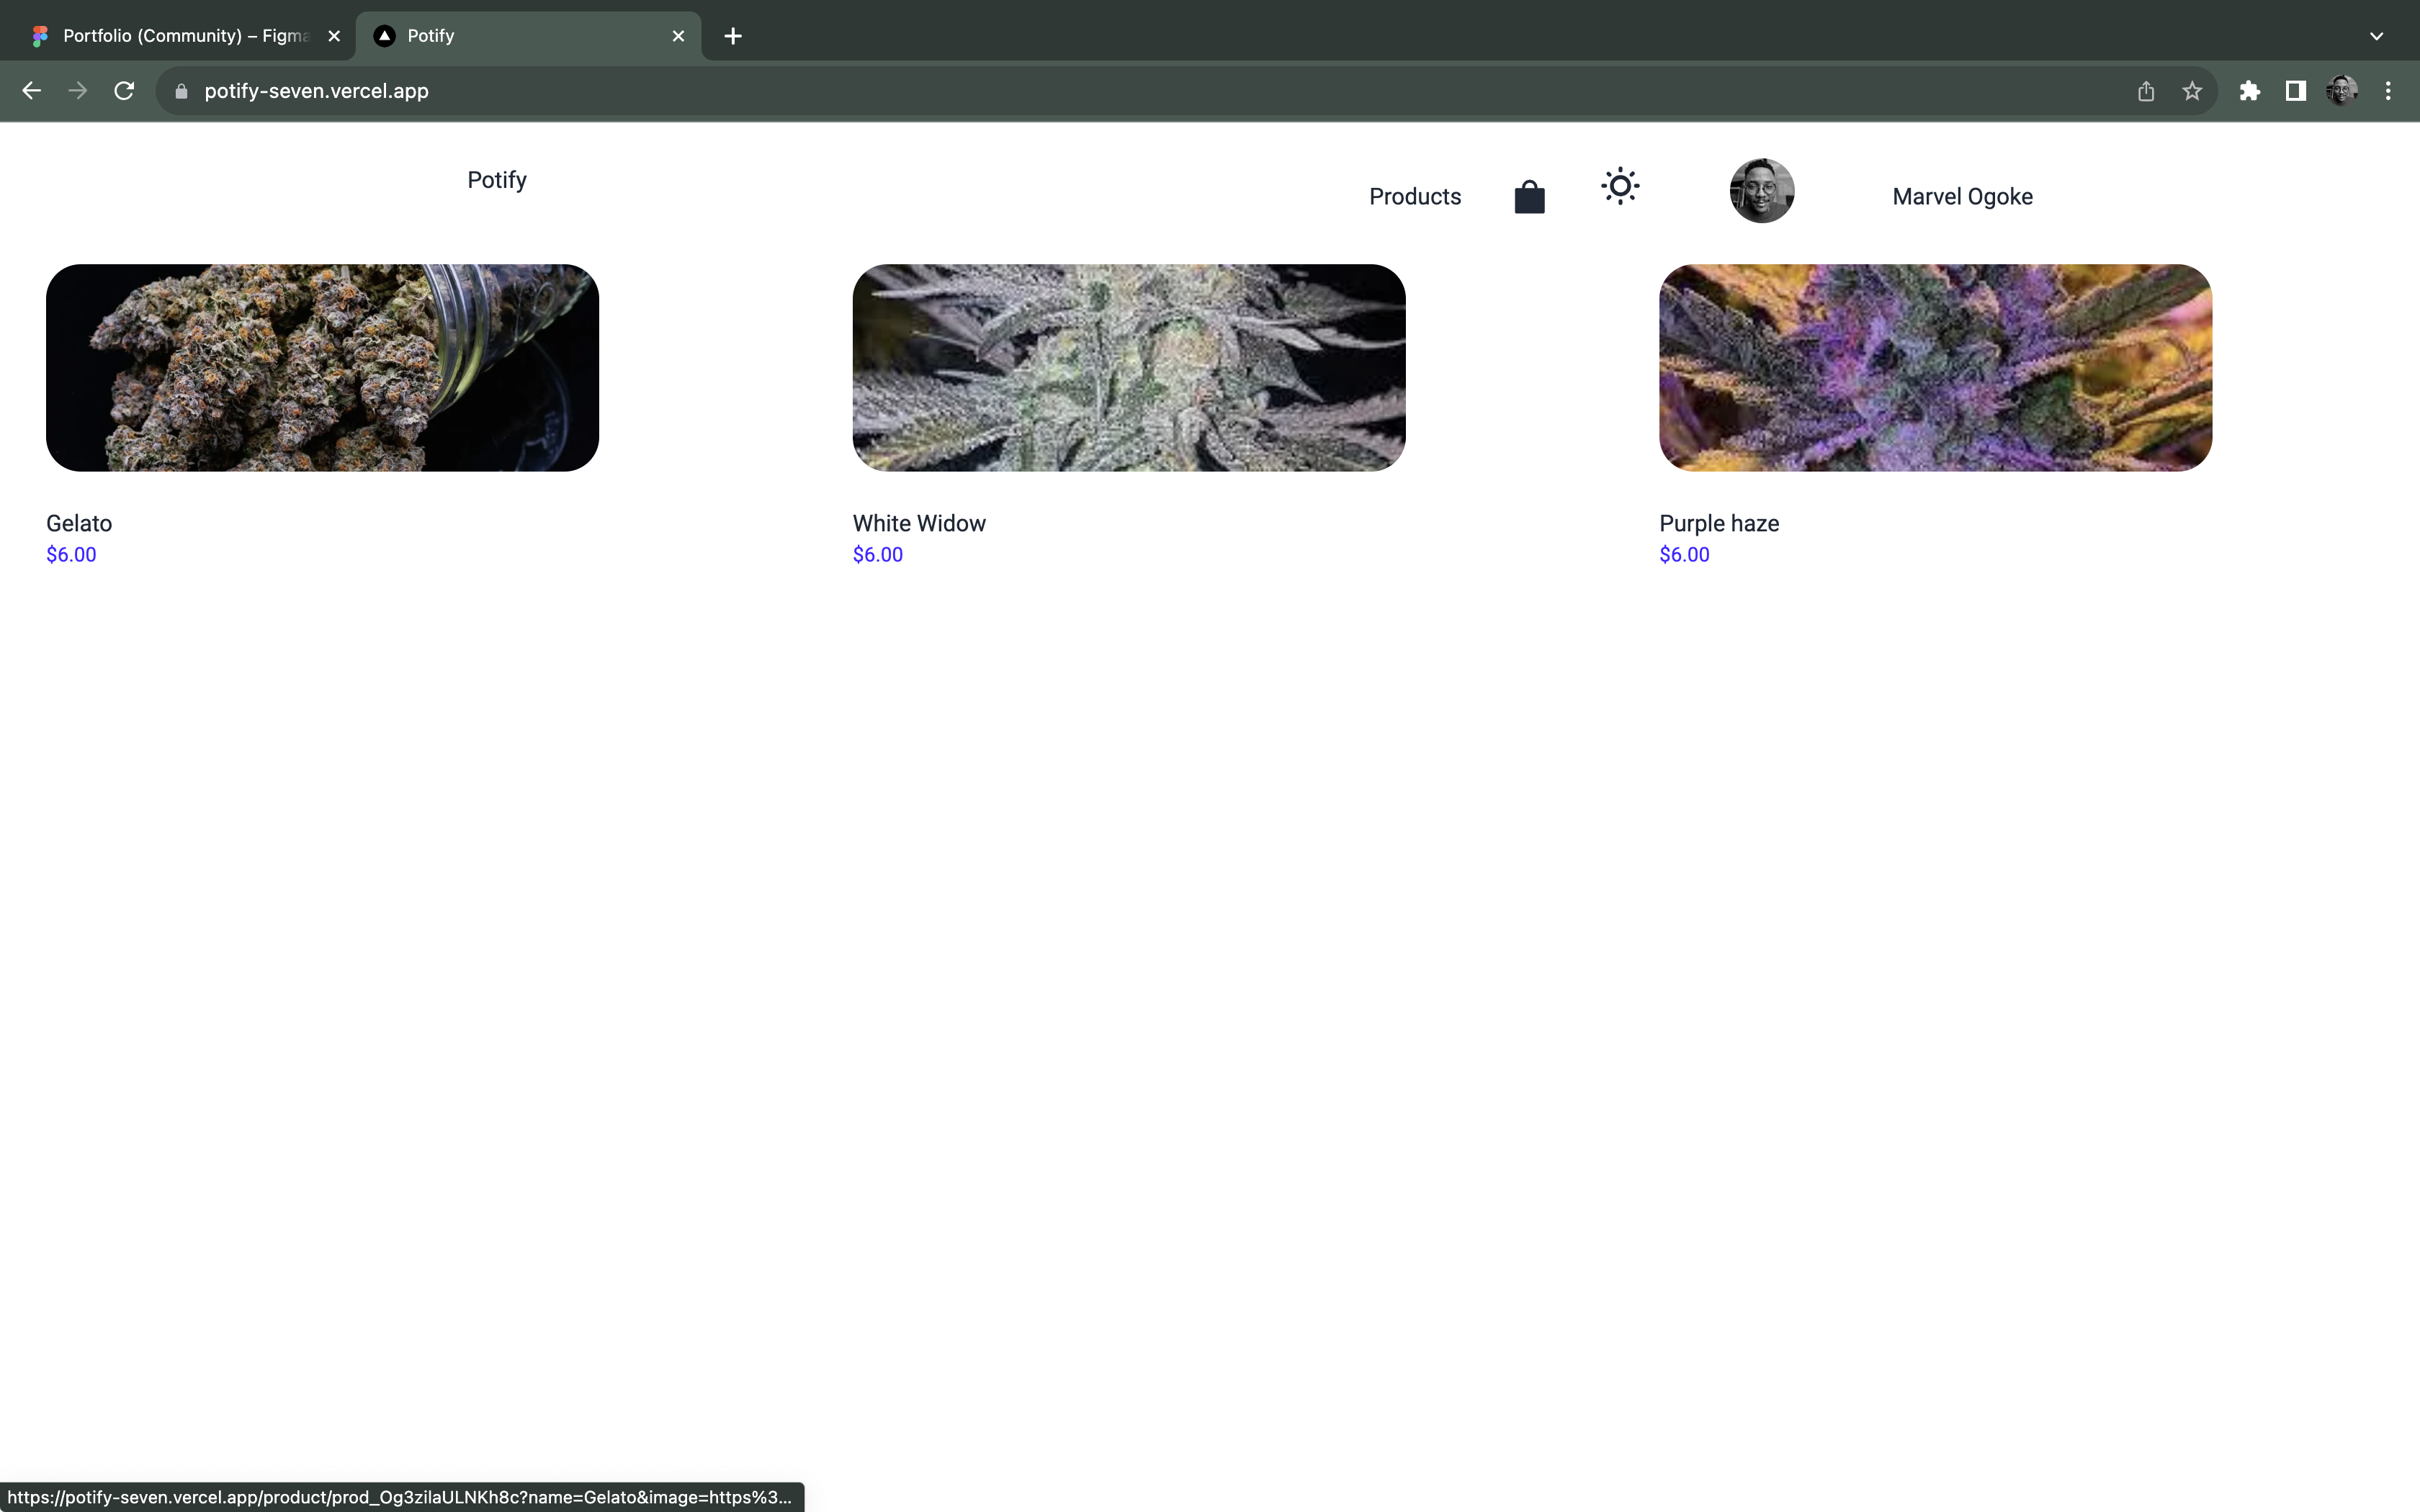 Portfolio (Community) – Figma
Potify
potify-seven.vercel.app
Potify
Products
Marvel Ogoke
Gelato
$6.00
White Widow
$6.00
Purple haze
$6.00
https://potify-seven.vercel.app/product/prod_Og3zilaULNKh8c?name=Gelato&image=https%3...